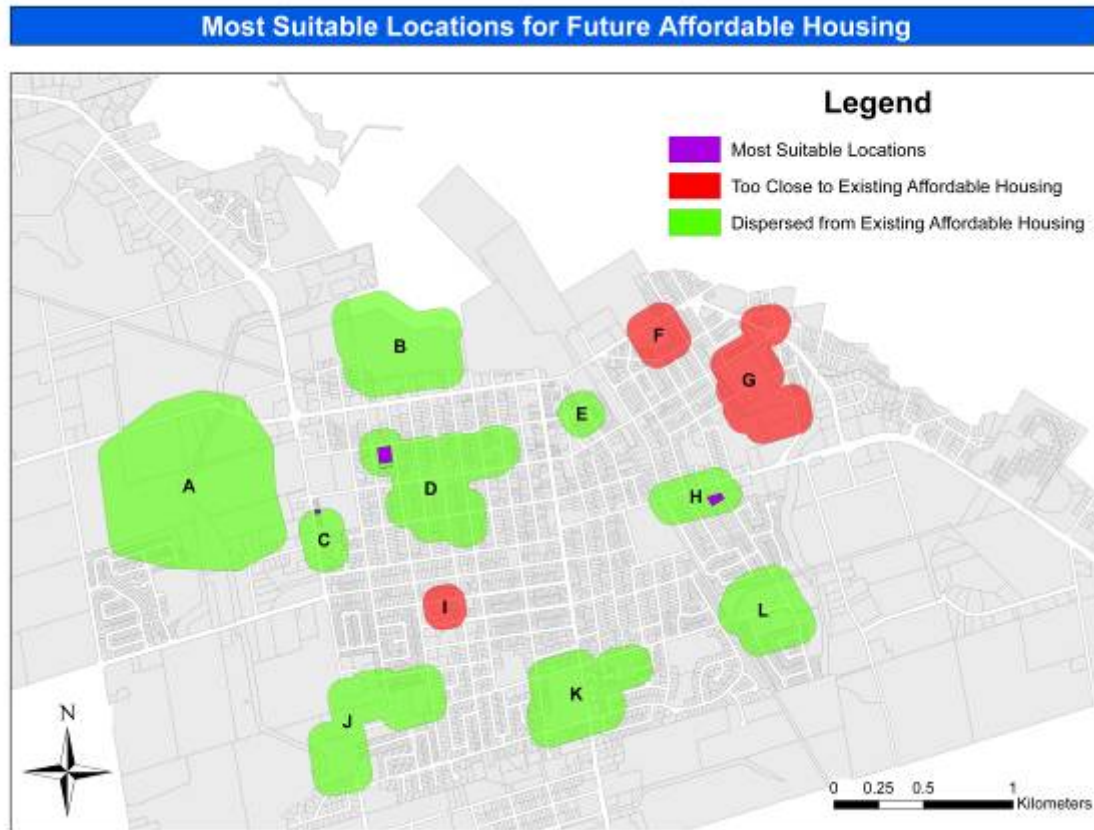 Most Suitable Locations for Future Affordable Housing
Legend
Most Suitable Locations
Too Close to Existing Affordable Housing
Dispersed from Existing Affordable Housing
F
B
G
E
A
D
H
C
I
L
K
J
N
0 0.25 0.5 1
Kilometers